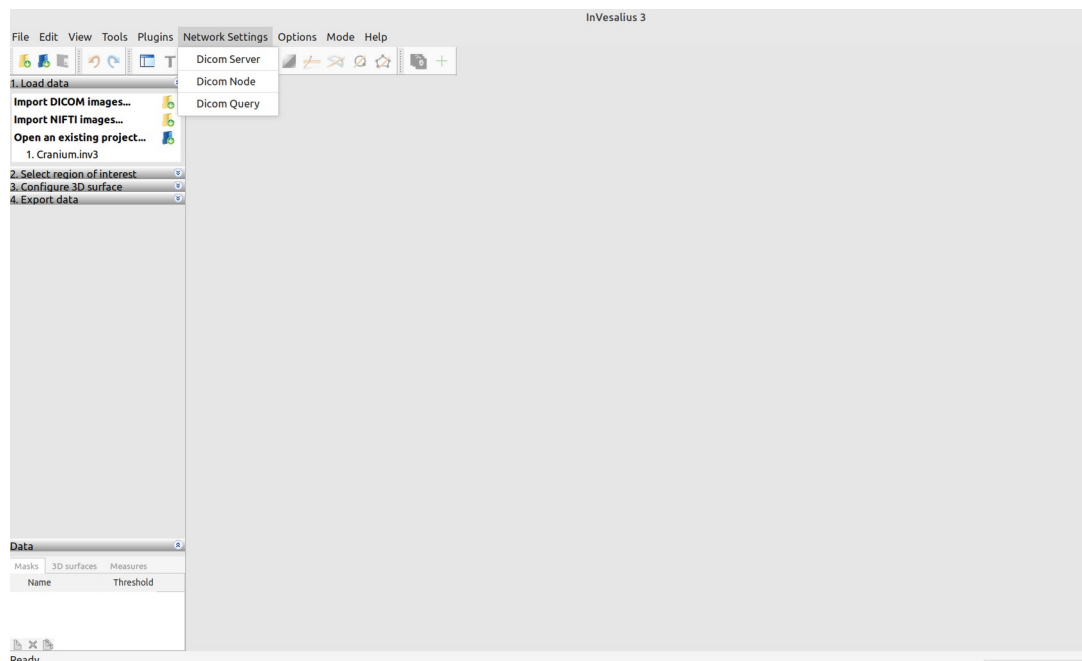 InVesalius 3
File Edit View Tools Plugins Network Settings Options Mode Help
T
Dicom Server
Dicom Node
Dicom Query
1. Load data
Import DICOM images...
Import NIFTI images...
Open an existing project...
1. Cranium.inv3
2. Select region of interest
3. Configure 3D surface
4. Export data
Data
Masks 3D surfaces Measures
Name Threshold
Ready